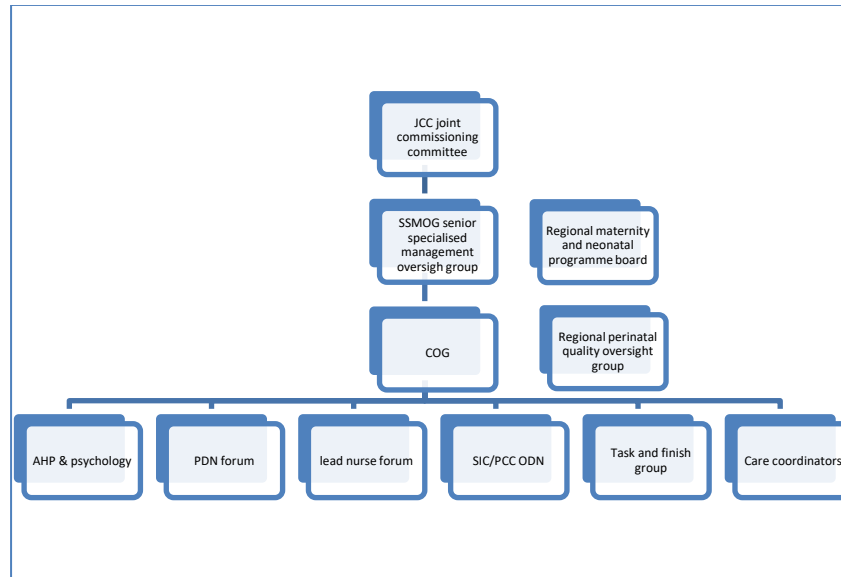 JCC joint
commissioning
committee
SSMOG senior
specialised
management
oversigh group
Regional maternity
and neonatal
programme board
COG
Regional perinatal
quality oversight
group
AHP & psychology
PDN forum
lead nurse forum
SIC/PCC ODN
Task and finish
group
Care coordinators